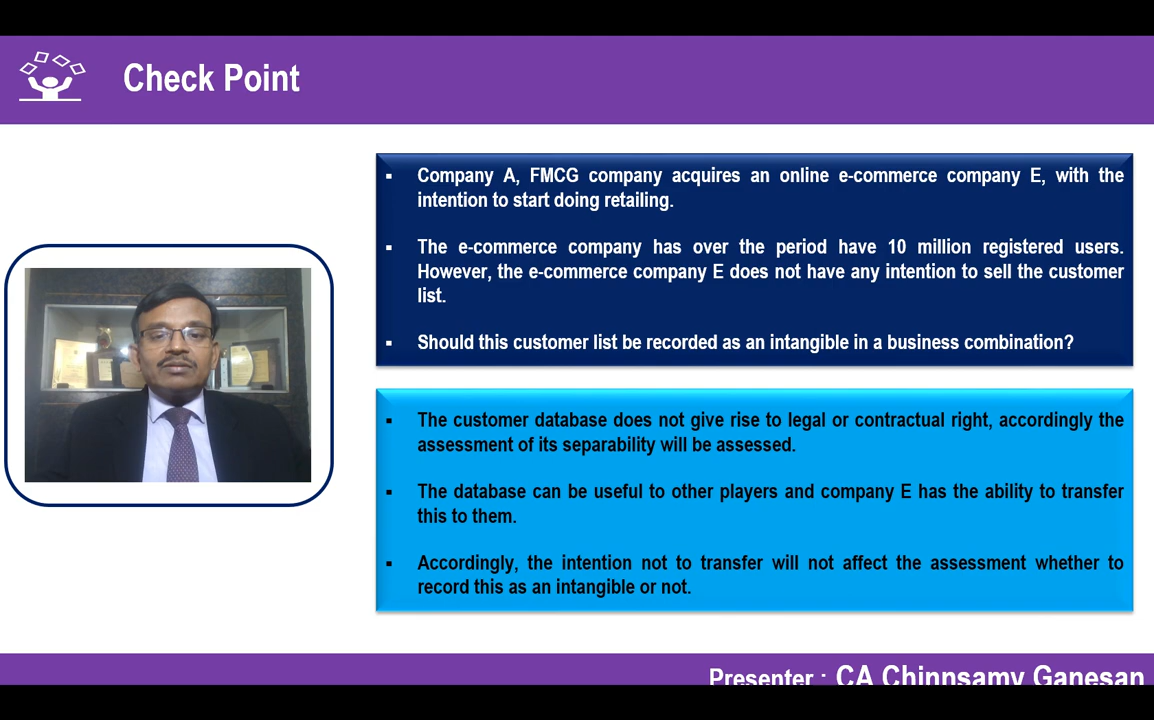 Check Point
▪ Company A, FMCG company acquires an online e-commerce company E, with the
intention to start doing retailing.
▪ The e-commerce company has over the period have 10 million registered users.
However, the e-commerce company E does not have any intention to sell the customer
list.
▪ Should this customer list be recorded as an intangible in a business combination?
▪ The customer database does not give rise to legal or contractual right, accordingly the
assessment of its separability will be assessed.
▪ The database can be useful to other players and company E has the ability to transfer
this to them.
▪ Accordingly, the intention not to transfer will not affect the assessment whether to
record this as an intangible or not.
Presenter : CA Chinnsamy Ganesan